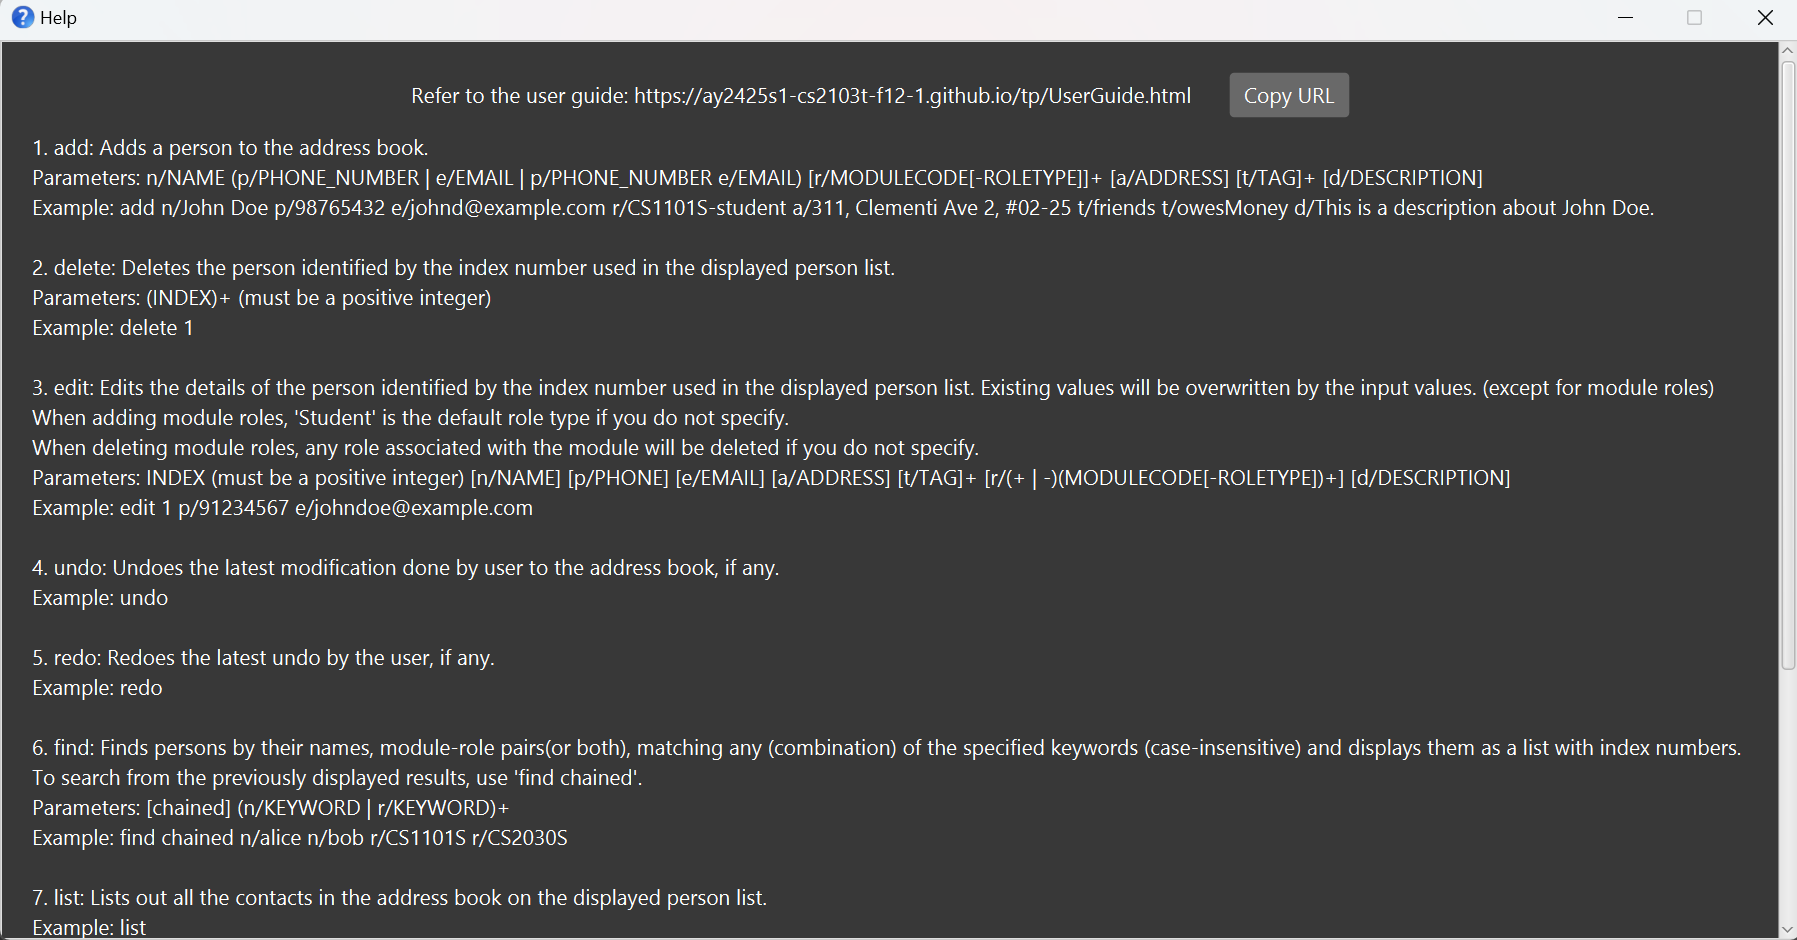 Help
Refer to the user guide: https://ay2425s1-cs2103t-f12-1.github.io/tp/UserGuide.html Copy URL
1. add: Adds a person to the address book.
Parameters: n/NAME (p/PHONE_NUMBER | e/EMAIL | p/PHONE_NUMBER e/EMAIL) [r/MODULECODE[-ROLETYPE]]+ [a/ADDRESS] [t/TAG]+ [d/DESCRIPTION]
Example: add n/John Doe p/98765432 e/johnd@example.com r/CS1101S-student a/311, Clementi Ave 2, #02-25 t/friends t/owesMoney d/This is a description about John Doe.
2. delete: Deletes the person identified by the index number used in the displayed person list.
Parameters: (INDEX)+ (must be a positive integer)
Example: delete 1
3. edit: Edits the details of the person identified by the index number used in the displayed person list. Existing values will be overwritten by the input values. (except for module roles)
When adding module roles, 'Student' is the default role type if you do not specify.
When deleting module roles, any role associated with the module will be deleted if you do not specify.
Parameters: INDEX (must be a positive integer) [n/NAME] [p/PHONE] [e/EMAIL] [a/ADDRESS] [t/TAG]+ [r/(+ | -)(MODULECODE[-ROLETYPE])+] [d/DESCRIPTION]
Example: edit 1 p/91234567 e/johndoe@example.com
4. undo: Undoes the latest modification done by user to the address book, if any.
Example: undo
5. redo: Redoes the latest undo by the user, if any.
Example: redo
6. find: Finds persons by their names, module-role pairs(or both), matching any (combination) of the specified keywords (case-insensitive) and displays them as a list with index numbers.
To search from the previously displayed results, use 'find chained'.
Parameters: [chained] (n/KEYWORD | r/KEYWORD)+
Example: find chained n/alice n/bob r/CS1101S r/CS2030S
7. list: Lists out all the contacts in the address book on the displayed person list.
Example: list